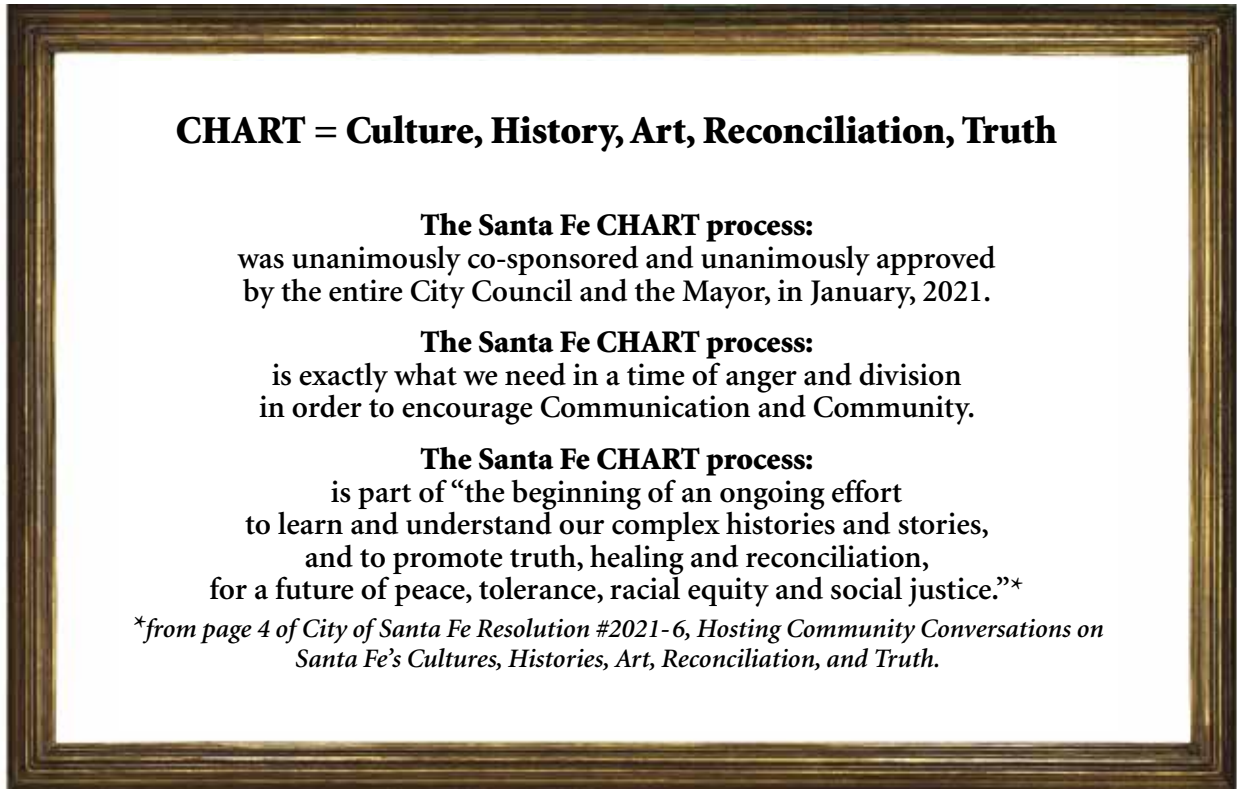 CHART = Culture, History, Art, Reconciliation, Truth
The Santa Fe CHART process:
was unanimously co-sponsored and unanimously approved
by the entire City Council and the Mayor, in January, 2021.
The Santa Fe CHART process:
is exactly what we need in a time of anger and division
in order to encourage Communication and Community.
The Santa Fe CHART process:
is part of “the beginning of an ongoing effort
to learn and understand our complex histories and stories,
and to promote truth, healing and reconciliation,
for a future of peace, tolerance, racial equity and social justice.”*
*from page 4 of City of Santa Fe Resolution #2021-6, Hosting Community Conversations on
Santa Fe’s Cultures, Histories, Art, Reconciliation, and Truth.